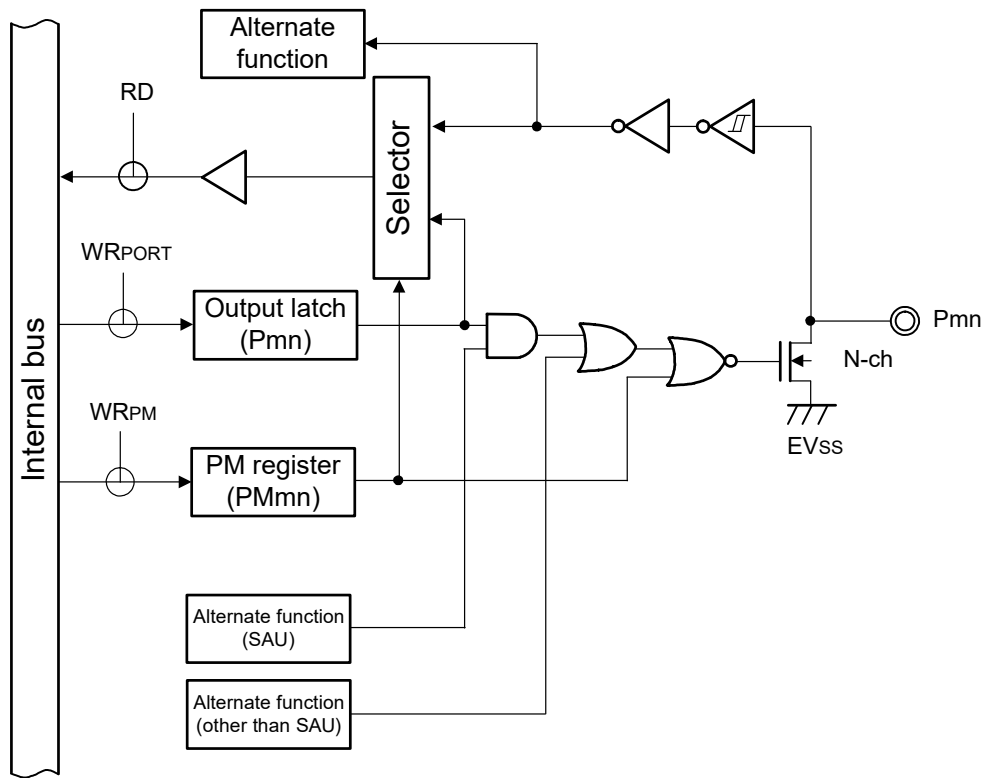 Alternate
function
RD
Selector
WRPORT
Output latch
(Pmn)
Pmn
N-ch
EVSS
Internal bus
WRPM
PM register
(PMmn)
Alternate function
(SAU)
Alternate function
(other than SAU)